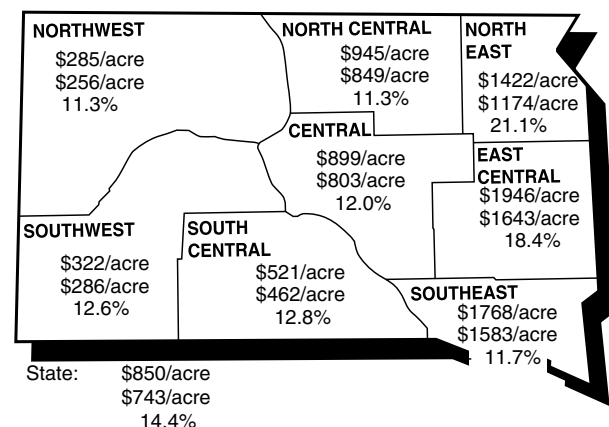 NORTHWEST
$285/acre
$256/acre
11.3%
NORTH CENTRAL
$945/acre
$849/acre
11.3%
NORTH
EAST
$1422/acre
$1174/acre
21.1%
CENTRAL
$899/acre
$803/acre
12.0%
EAST
CENTRAL
$1946/acre
$1643/acre
18.4%
SOUTHWEST
$322/acre
$286/acre
12.6%
SOUTH
CENTRAL
$521/acre
$462/acre
12.8%
SOUTHEAST
$1768/acre
$1583/acre
11.7%
State: $850/acre
$743/acre
14.4%